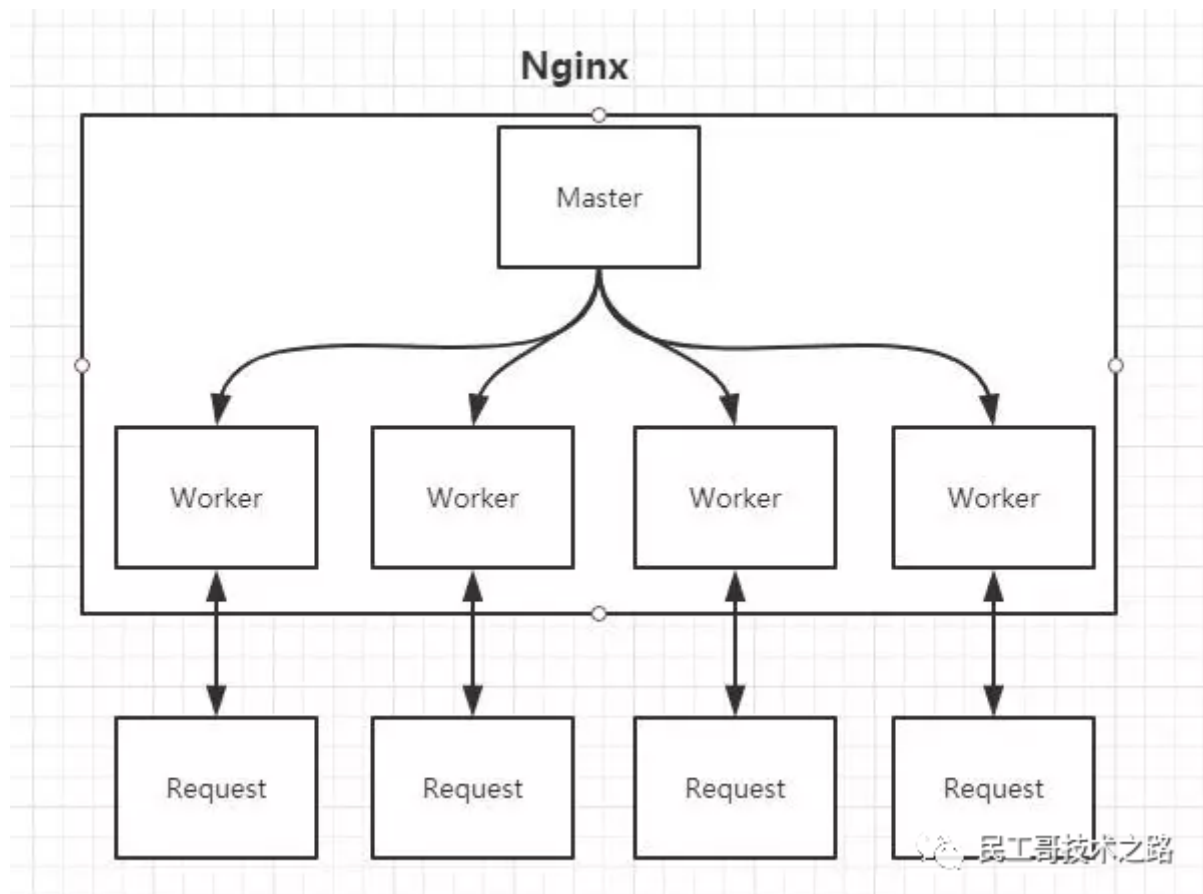 Nginx
Master
Worker
Worker
Worker
Worker
Request
Request
Request
Request
民工哥技术之路